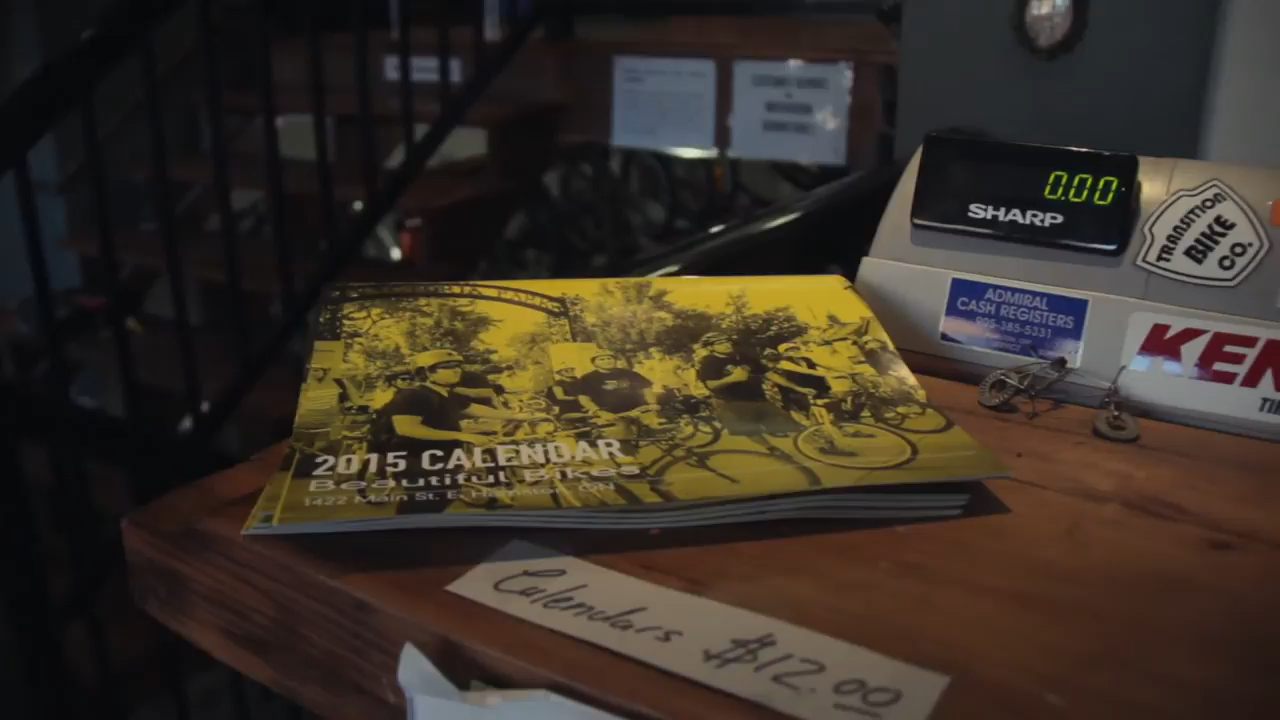 0.00
SHARP
TRANSITION
BIKE
CO.
ADMIRAL
CASH REGISTERS
905-385-5331
KEN
TI
2015 CALENDAR
Beautiful Bikes
1422 Main St. E.
Calendars $12.00